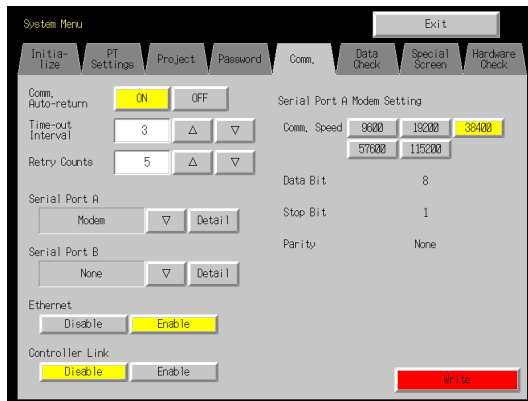 System Menu
Exit
Initia-
lize
PT
Settings
Project
Password
Comm.
Data
Check
Special
Screen
Hardware
Check
Comm.
Auto-return
ON
OFF
Time-out
Interval
3
△
▽
Retry Counts
5
△
▽
Serial Port A
Modem
▽
Detail
Serial Port B
None
▽
Detail
Ethernet
Disable
Enable
Controller Link
Disable
Enable
Serial Port A Modem Setting
Comm. Speed
9600
19200
38400
57600
115200
Data Bit
8
Stop Bit
1
Parity
None
Write